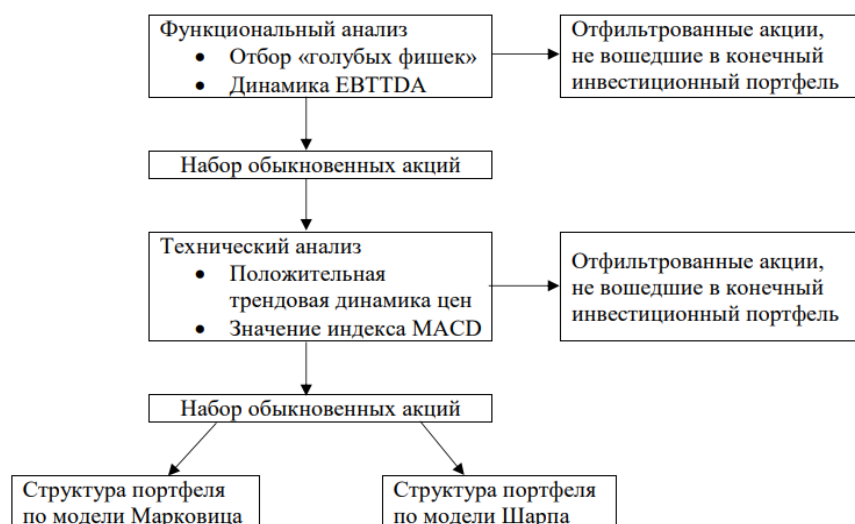 Функциональный анализ
• Отбор «голубых фишек»
• Динамика EBTTDA
Отфильтрованные акции,
не вошедшие в конечный
инвестиционный портфель
Набор обыкновенных акций
Технический анализ
• Положительная
трендовая динамика цен
• Значение индекса MACD
Отфильтрованные акции,
не вошедшие в конечный
инвестиционный портфель
Набор обыкновенных акций
Структура портфеля
по модели Марковица
Структура портфеля
по модели Шарпа